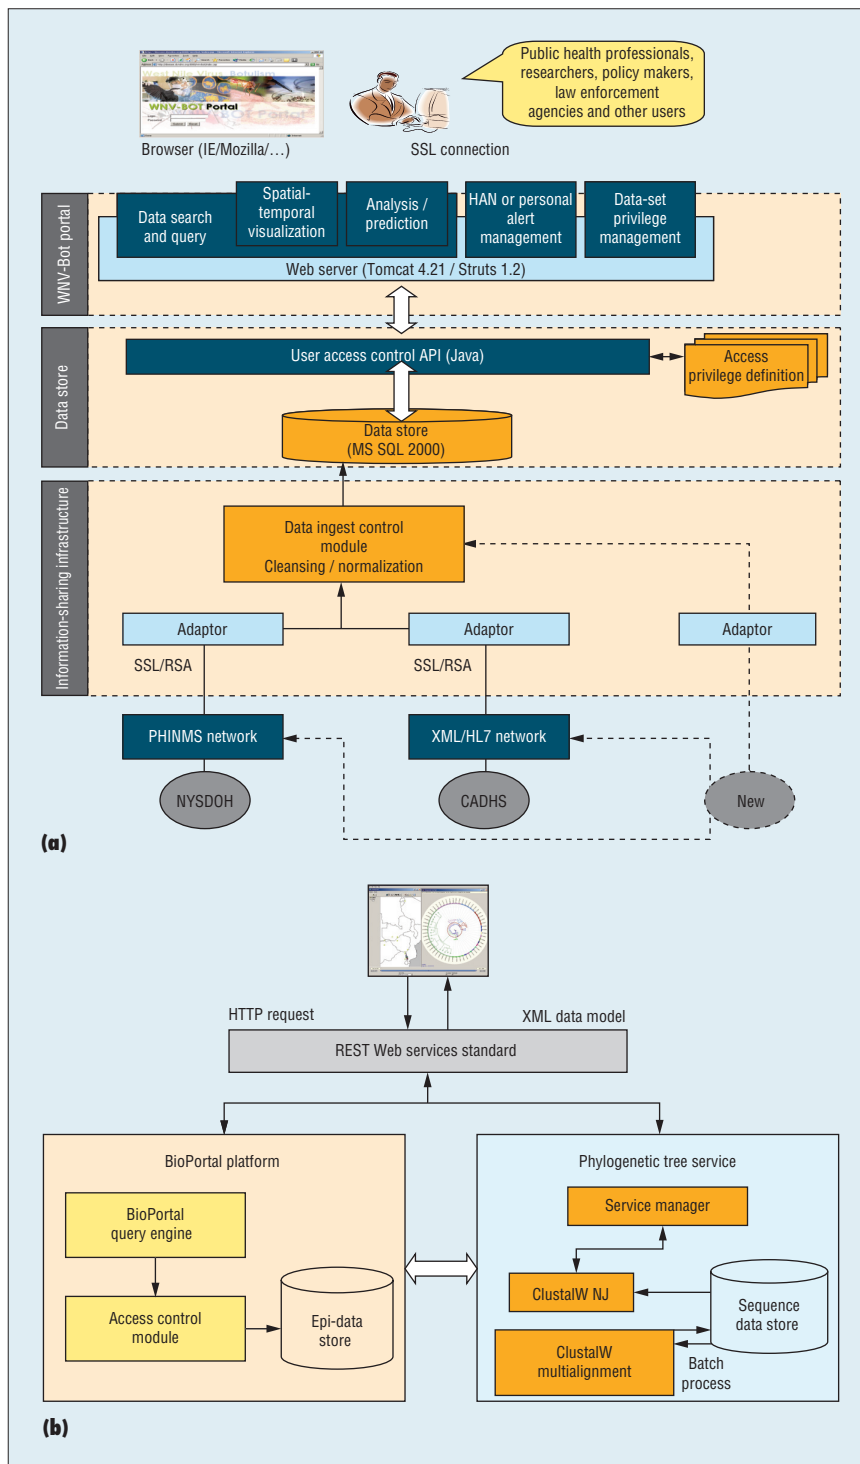 West Nile Virus Botulism
WNV-BOT Portal
Browser (IE/Mozilla/…)
SSL connection
Public health professionals,
researchers, policy makers,
law enforcement
agencies and other users
WNV-Bot portal
Data search
and query
Spatial-
temporal
visualization
Analysis /
prediction
HAN or personal
alert
management
Data-set
privilege
management
Web server (Tomcat 4.21 / Struts 1.2)
Data store
User access control API (Java)
Access
privilege definition
Data store
(MS SQL 2000)
Information-sharing infrastructure
Data ingest control
module
Cleansing / normalization
Adaptor
Adaptor
Adaptor
SSL/RSA
SSL/RSA
PHINMS network
XML/HL7 network
NYSDOH
CADHS
New
(a)
HTTP request
XML data model
REST Web services standard
BioPortal platform
BioPortal
query engine
Access control
module
Epi-data
store
Phylogenetic tree service
Service manager
ClustalW NJ
Sequence
data store
ClustalW
multialignment
Batch
process
(b)